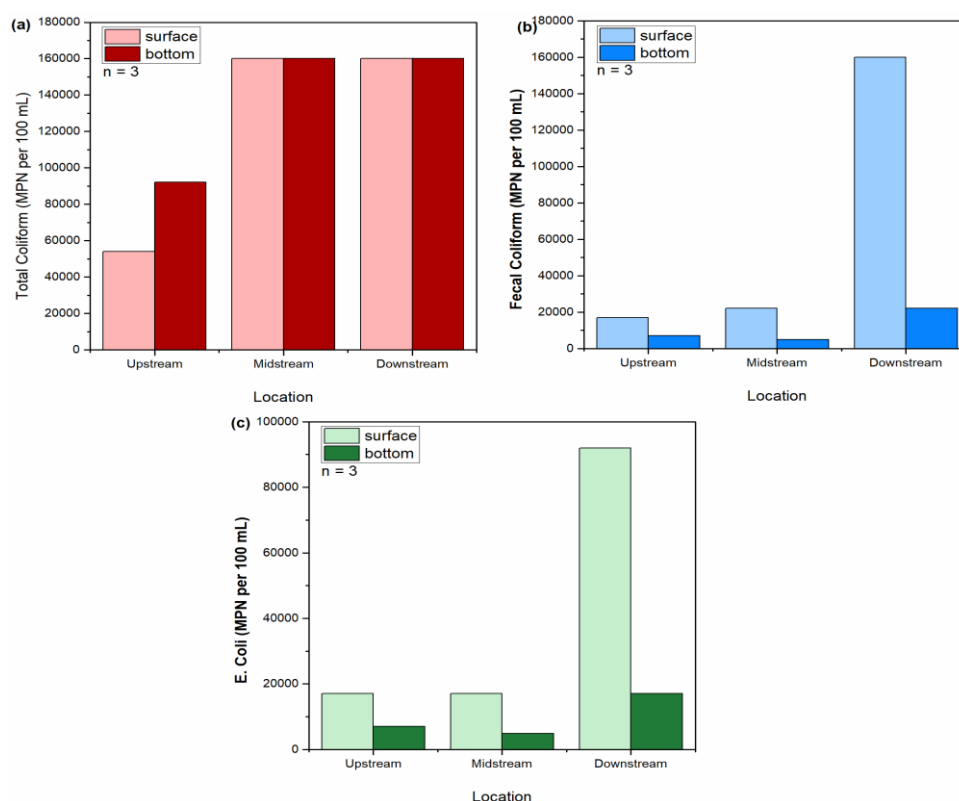 (a)
surface
bottom
n = 3
Total Coliform (MPN per 100 mL)
180000
160000
140000
120000
100000
80000
60000
40000
20000
0
Upstream
Midstream
Downstream
Location
(b)
surface
bottom
n = 3
Fecal Coliform (MPN per 100 mL)
180000
160000
140000
120000
100000
80000
60000
40000
20000
0
Upstream
Midstream
Downstream
Location
(c)
surface
bottom
n = 3
E. Coli (MPN per 100 mL)
100000
80000
60000
40000
20000
0
Upstream
Midstream
Downstream
Location